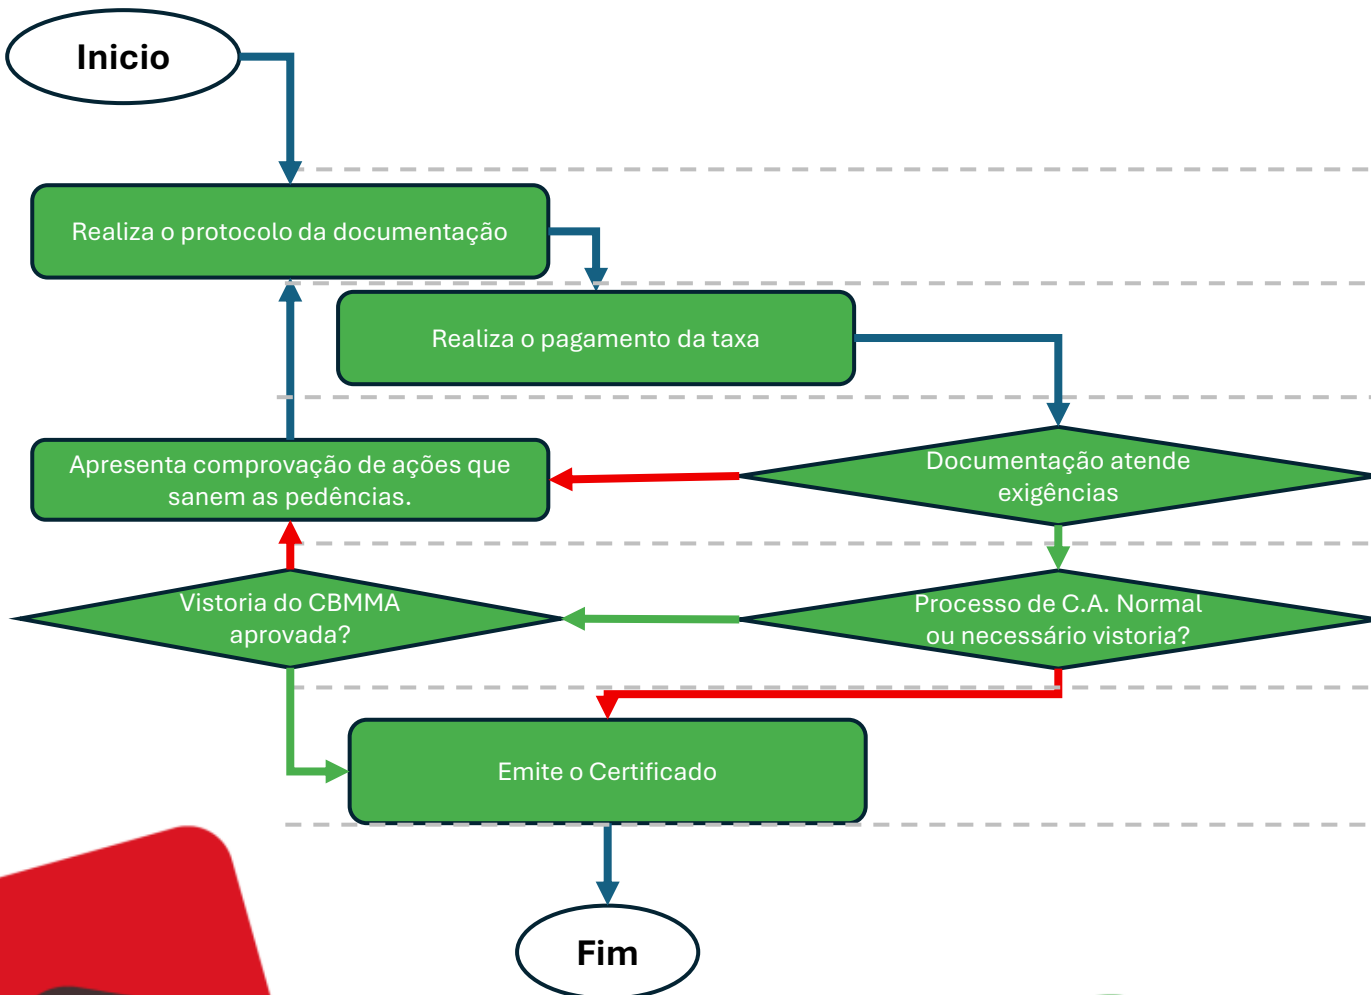 Inicio
Realiza o protocolo da documentação
Realiza o pagamento da taxa
Apresenta comprovação de ações que
sanem as pedências.
Documentação atende
exigências
Vistoria do CBMMA
aprovada?
Processo de C.A. Normal
ou necessário vistoria?
Emite o Certificado
Fim